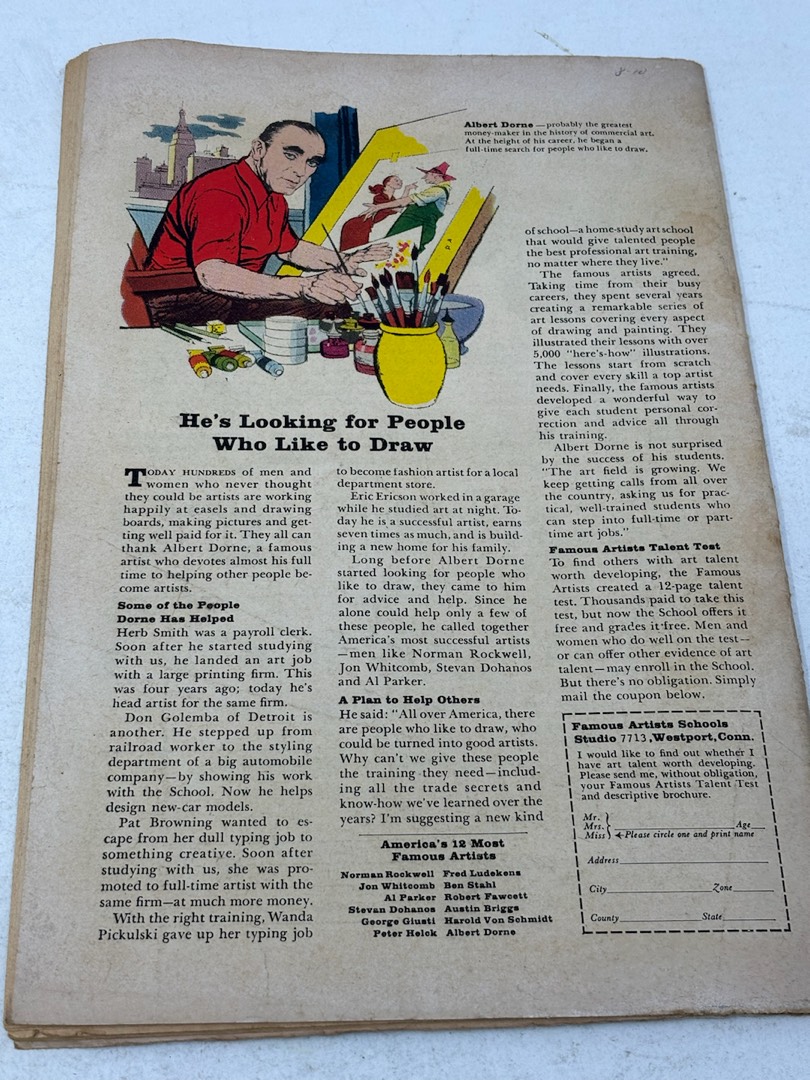 Albert Dorne — probably the greatest
money-maker in the history of commercial art.
At the height of his career, he began a
full-time search for people who like to draw.
He's Looking for People
Who Like to Draw
TODAY HUNDREDS of men and
women who never thought
they could be artists are working
happily at easels and drawing
boards, making pictures and get-
ting well paid for it. They all can
thank Albert Dorne, a famous
artist who devotes almost his full
time to helping other people be-
come artists.
Some of the People
Dorne Has Helped
Herb Smith was a payroll clerk.
Soon after he started studying
with us, he landed an art job
with a large printing firm. This
was four years ago; today he's
head artist for the same firm.
Don Golemba of Detroit is
another. He stepped up from
railroad worker to the styling
department of a big automobile
company—by showing his work
with the School. Now he helps
design new-car models.
Pat Browning wanted to es-
cape from her dull typing job to
something creative. Soon after
studying with us, she was pro-
moted to full-time artist with the
same firm—at much more money.
With the right training, Wanda
Pickulski gave up her typing job
to become fashion artist for a local
department store.
Eric Ericson worked in a garage
while he studied art at night. To-
day he is a successful artist, earns
seven times as much, and is build-
ing a new home for his family.
Long before Albert Dorne
started looking for people who
like to draw, they came to him
for advice and help. Since he
alone could help only a few of
these people, he called together
America's most successful artists
—men like Norman Rockwell,
Jon Whitcomb, Stevan Dohanos
and Al Parker.
A Plan to Help Others
He said: "All over America, there
are people who like to draw, who
could be turned into good artists.
Why can't we give these people
the training they need—includ-
ing all the trade secrets and
know-how we've learned over the
years? I'm suggesting a new kind
America's 12 Most
Famous Artists
Norman Rockwell Fred Ludekens
Jon Whitcomb Ben Stahl
Al Parker Robert Fawcett
Stevan Dohanos Austin Briggs
George Giusti Harold Von Schmidt
Peter Helck Albert Dorne
of school—a home-study art school
that would give talented people
the best professional art training,
no matter where they live."
The famous artists agreed.
Taking time from their busy
careers, they spent several years
creating a remarkable series of
art lessons covering every aspect
of drawing and painting. They
illustrated their lessons with over
5,000 "here's-how" illustrations.
The lessons start from scratch
and cover every skill a top artist
needs. Finally, the famous artists
developed a wonderful way to
give each student personal cor-
rection and advice all through
his training.
Albert Dorne is not surprised
by the success of his students.
"The art field is growing. We
keep getting calls from all over
the country, asking us for prac-
tical, well-trained students who
can step into full-time or part-
time art jobs."
Famous Artists Talent Test
To find others with art talent
worth developing, the Famous
Artists created a 12-page talent
test. Thousands paid to take this
test, but now the School offers it
free and grades it free. Men and
women who do well on the test—
or can offer other evidence of art
talent—may enroll in the School.
But there's no obligation. Simply
mail the coupon below.
Famous Artists Schools
Studio 7713, Westport, Conn.
I would like to find out whether I
have art talent worth developing.
Please send me, without obligation,
your Famous Artists Talent Test
and descriptive brochure.
Mr.
Mrs. Age
Miss Please circle one and print name
Address
City Zone
County State